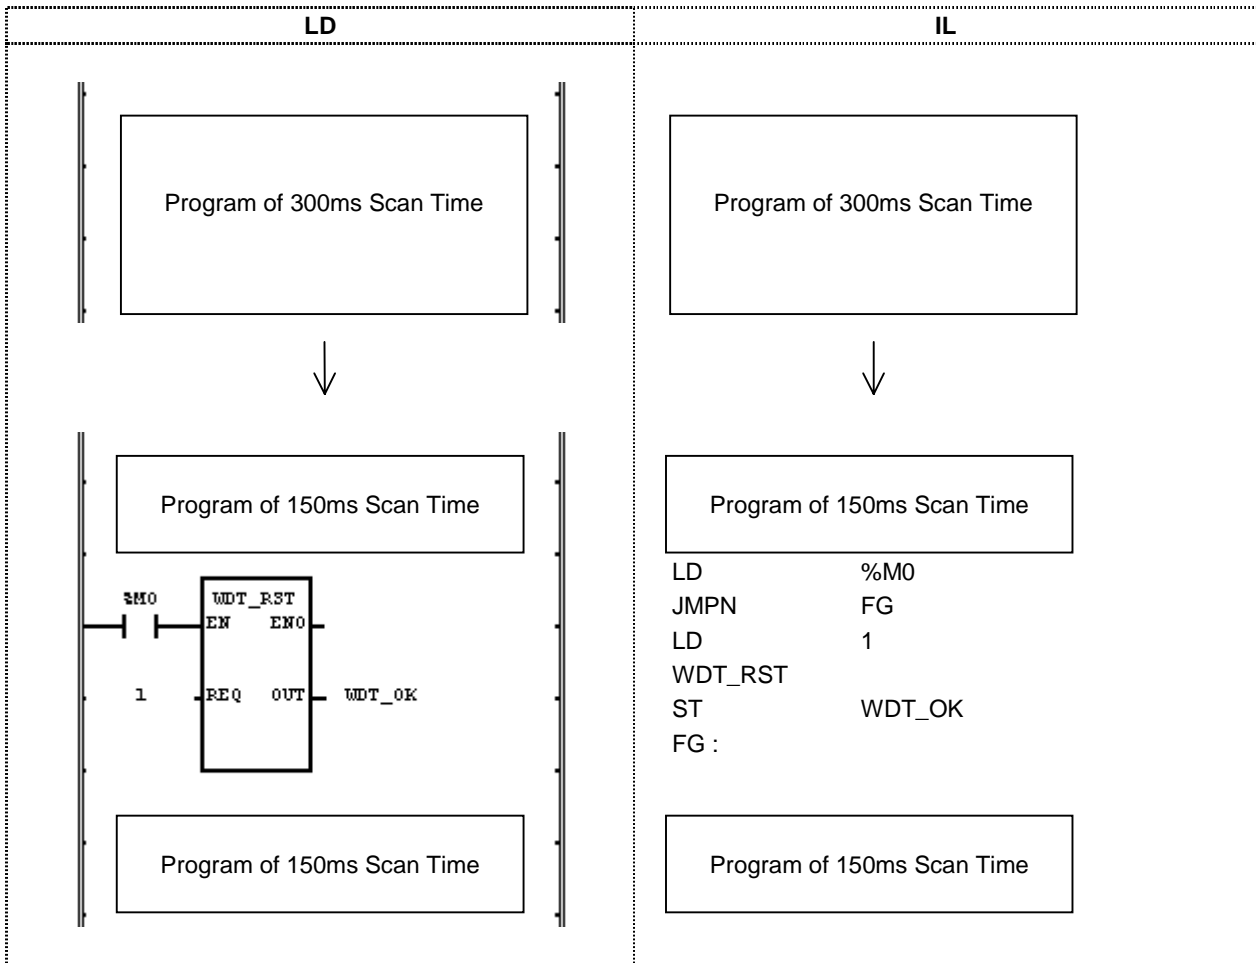 LD
IL
Program of 300ms Scan Time
Program of 300ms Scan Time
Program of 150ms Scan Time
%M0
WDT_RST
EN ENO
1 REQ OUT WDT_OK
Program of 150ms Scan Time
Program of 150ms Scan Time
LD %M0
JMPN FG
LD 1
WDT_RST
ST WDT_OK
FG :
Program of 150ms Scan Time